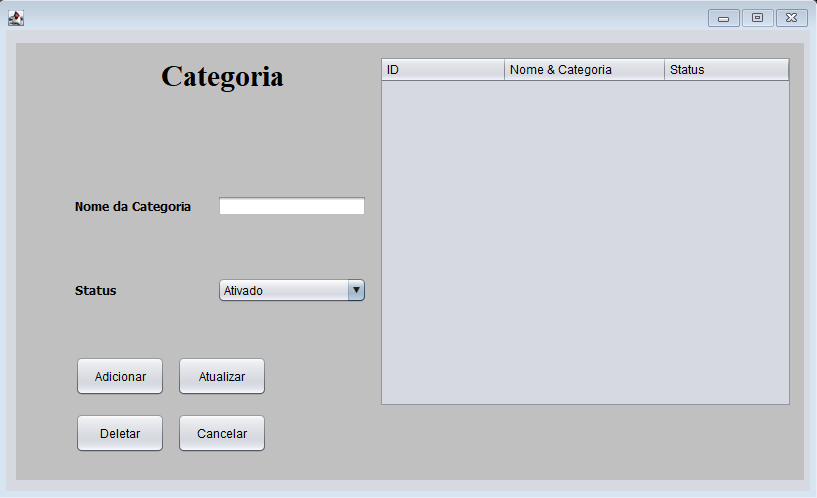 Categoria
Nome da Categoria
Status
Ativado
Adicionar
Atualizar
Deletar
Cancelar
ID
Nome & Categoria
Status